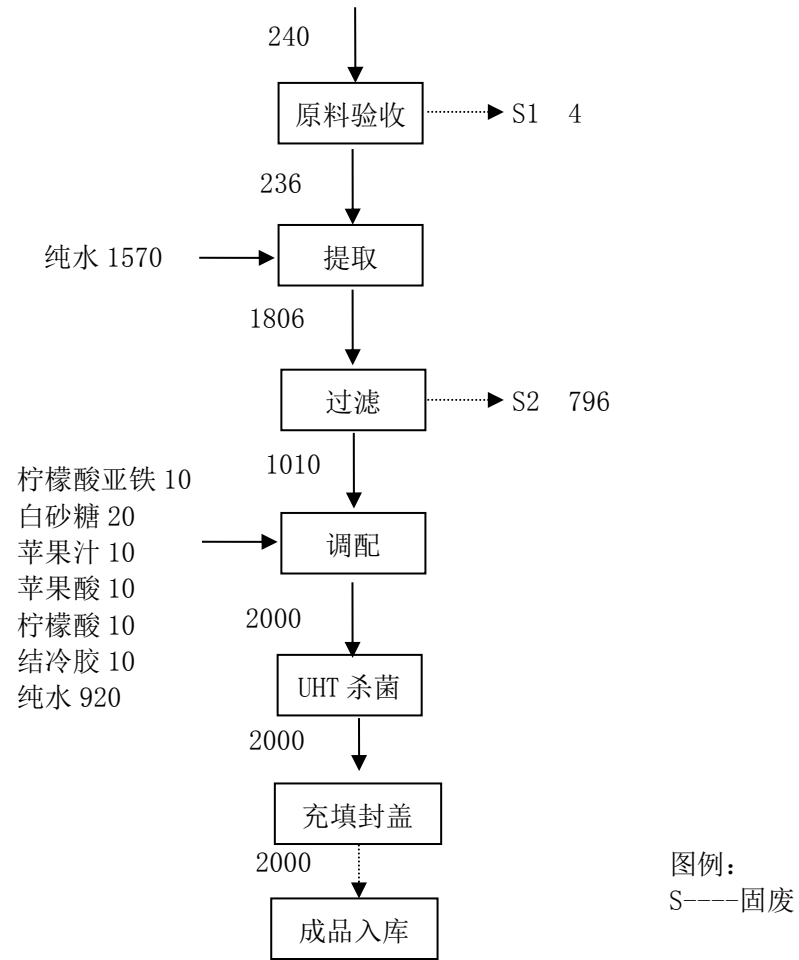 240
原料验收
S1 4
236
纯水 1570
提取
1806
过滤
S2 796
1010
柠檬酸亚铁 10
白砂糖 20
苹果汁 10
苹果酸 10
柠檬酸 10
结冷胶 10
纯水 920
调配
2000
UHT 杀菌
2000
充填封盖
2000
成品入库
图例：
S----固废